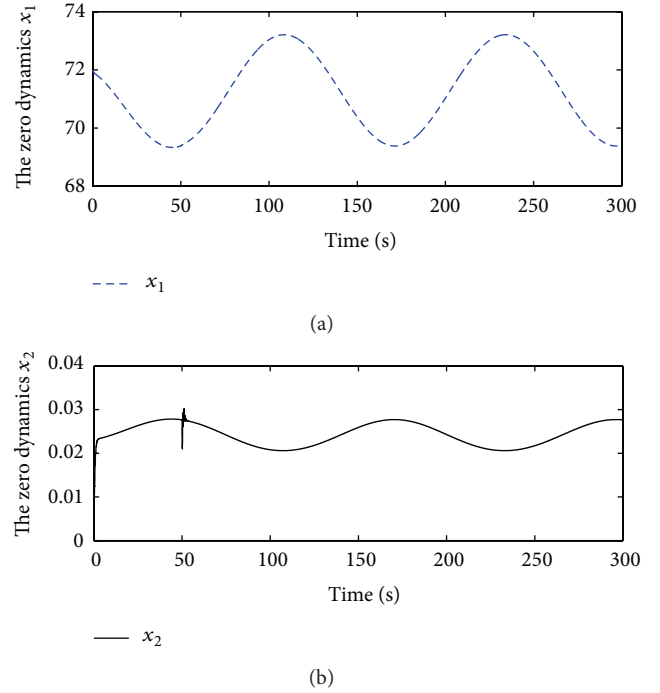 The zero dynamics x₁
74
72
70
68
0 50 100 150 200 250 300
Time (s)
x₁
(a)
The zero dynamics x₂
0.04
0.03
0.02
0.01
0
0 50 100 150 200 250 300
Time (s)
x₂
(b)